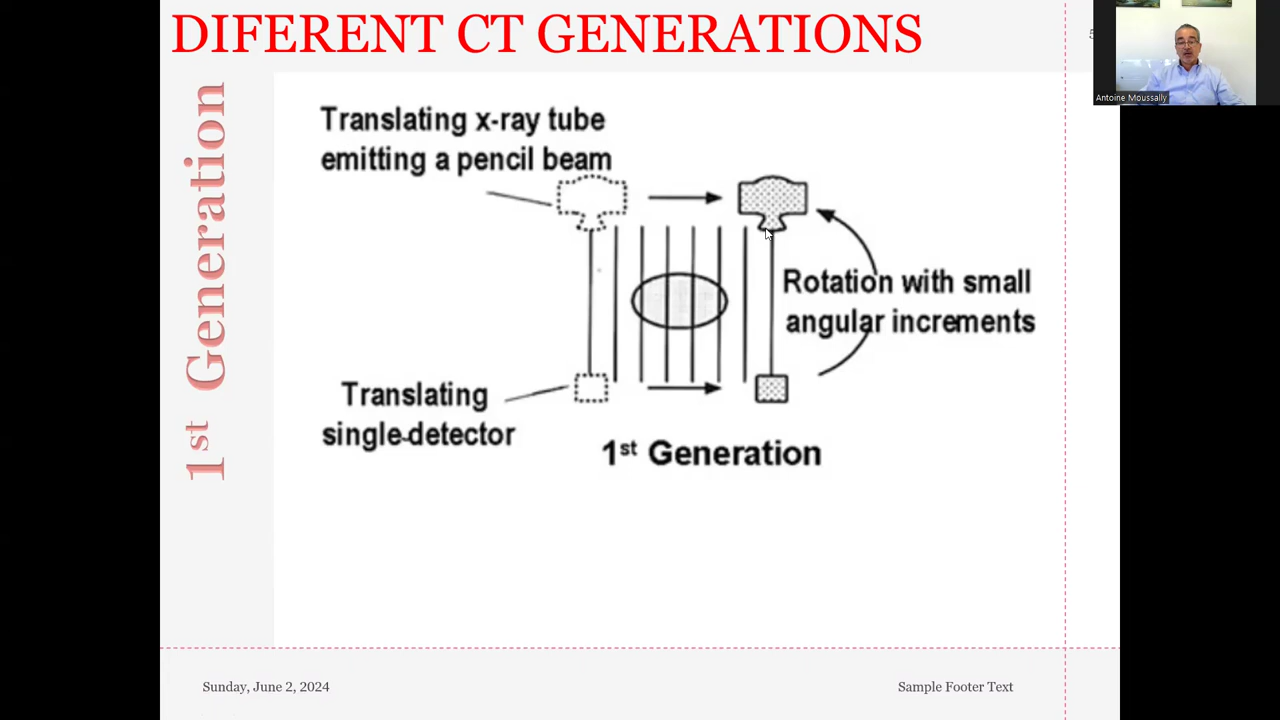 DIFERENT CT GENERATIONS
Antoine Moussally
1st Generation
Translating x-ray tube
emitting a pencil beam
Rotation with small
angular increments
Translating
single-detector
1st Generation
Sunday, June 2, 2024
Sample Footer Text